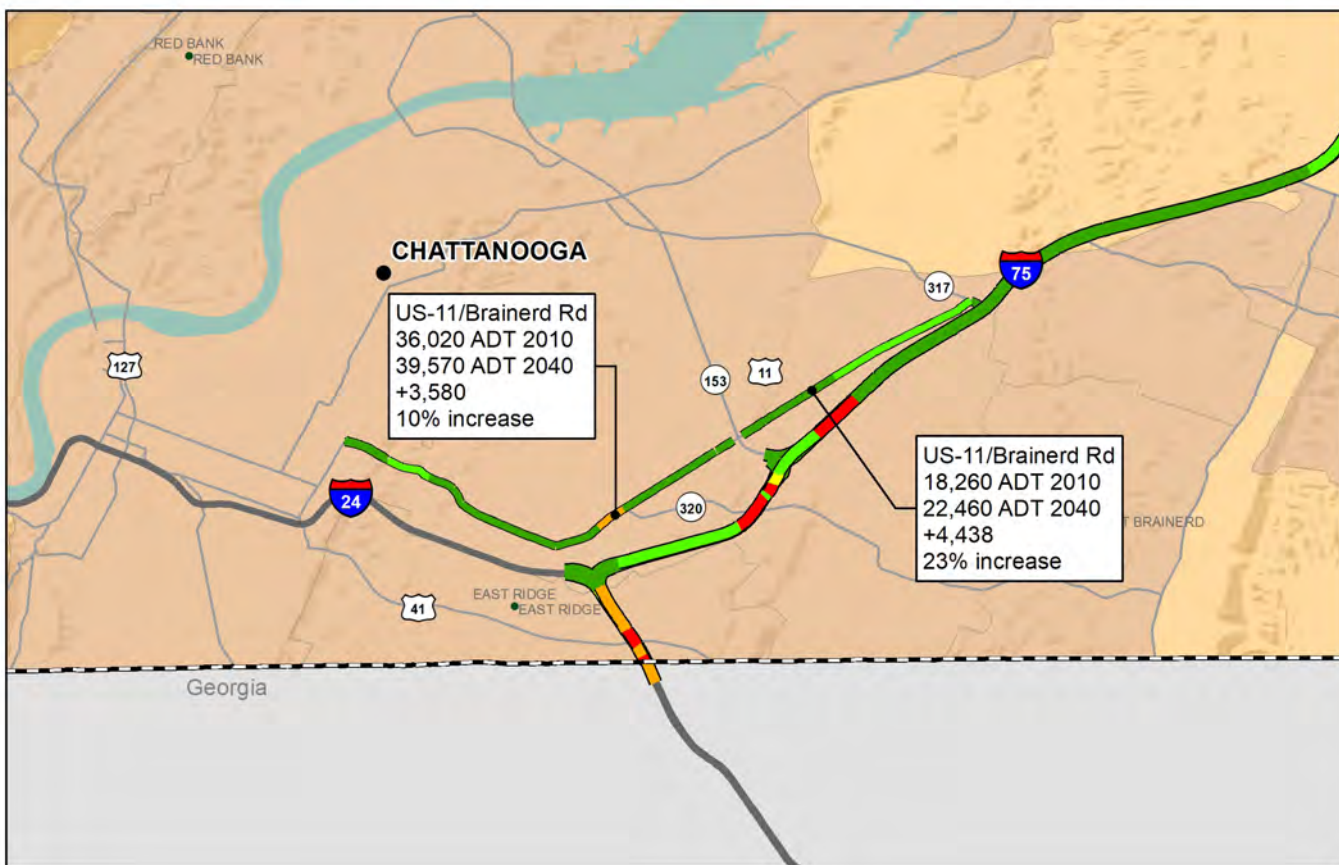 RED BANK
RED BANK
CHATTANOOGA
75
317
US-11/Brainerd Rd
36,020 ADT 2010
39,570 ADT 2040
+3,580
10% increase
127
153
11
US-11/Brainerd Rd
18,260 ADT 2010
22,460 ADT 2040
+4,438
23% increase
24
320
BRAINERD
41
EAST RIDGE
EAST RIDGE
Georgia